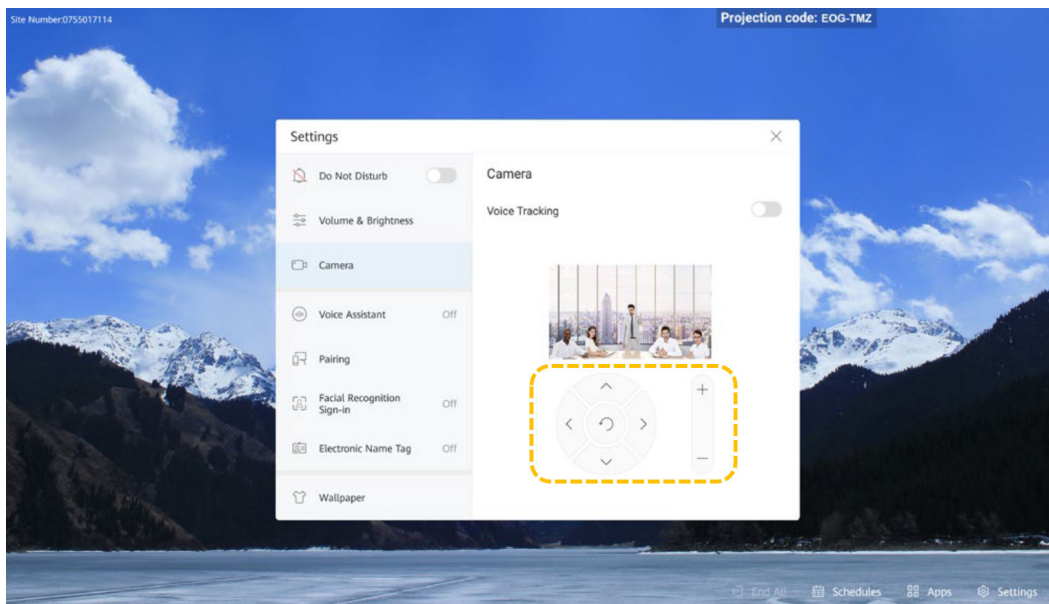 Site Number:0755017114
Projection code: EOG-TMZ
Settings
Do Not Disturb
Camera
Volume & Brightness
Voice Tracking
Camera
Voice Assistant Off
Pairing
Facial Recognition
Sign-in
Off
Electronic Name Tag Off
Wallpaper
End All
Schedules
Apps
Settings